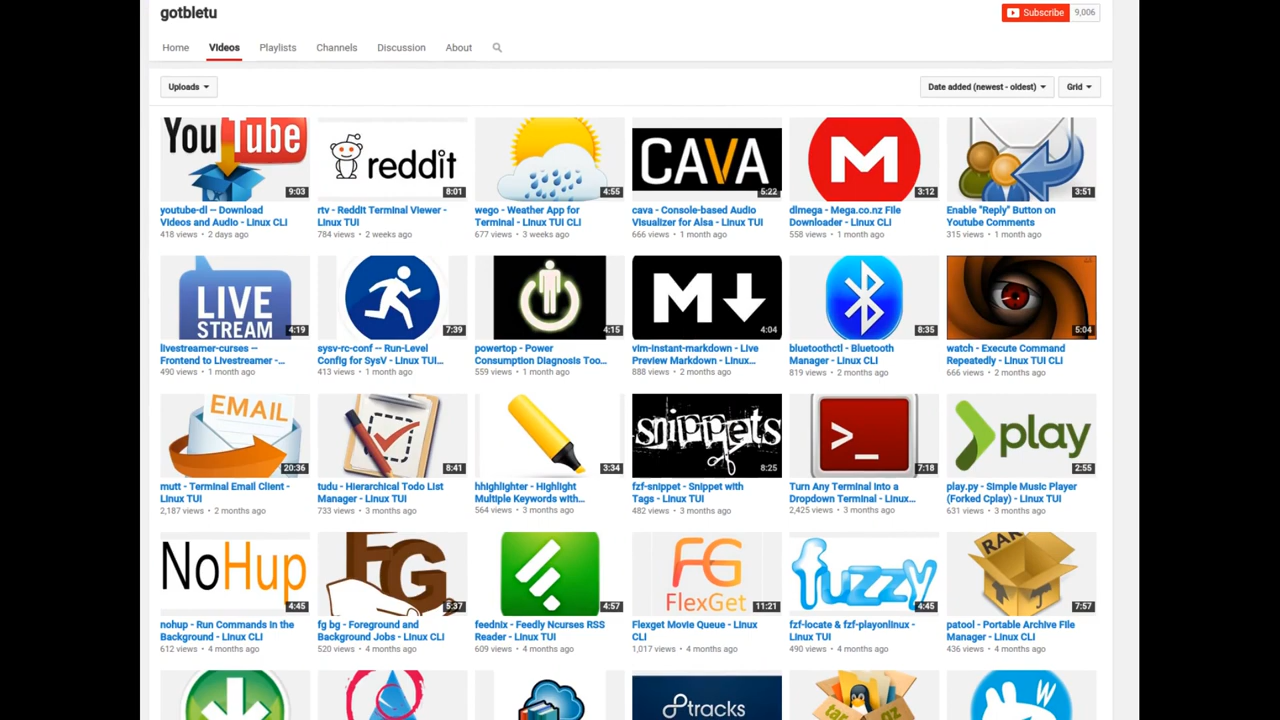 gotbletu
Subscribe 9,006
Home Videos Playlists Channels Discussion About
Uploads
Date added (newest - oldest) Grid
You Tube
9:03
reddit
8:01
4:55
CAVA
5:22
M
3:12
3:51
youtube-dl -- Download
Videos and Audio - Linux CLI
418 views • 2 days ago
rtv - Reddit Terminal Viewer -
Linux TUI
784 views • 2 weeks ago
wego - Weather App for
Terminal - Linux TUI CLI
677 views • 3 weeks ago
cava - Console-based Audio
Visualizer for Alsa - Linux TUI
666 views • 1 month ago
dlmega - Mega.co.nz File
Downloader - Linux CLI
558 views • 1 month ago
Enable "Reply" Button on
Youtube Comments
315 views • 1 month ago
LIVE
STREAM
4:19
7:39
4:15
M
4:04
8:35
5:04
livestreamer-curses --
Frontend to Livestreamer -...
490 views • 1 month ago
sysv-rc-conf -- Run-Level
Config for SysV - Linux TUI...
413 views • 1 month ago
powertop - Power
Consumption Diagnosis Too...
559 views • 1 month ago
vim-instant-markdown - Live
Preview Markdown - Linux...
888 views • 2 months ago
bluetoothctl - Bluetooth
Manager - Linux CLI
819 views • 2 months ago
watch - Execute Command
Repeatedly - Linux TUI CLI
666 views • 2 months ago
EMAIL
20:36
8:41
3:34
snippets
8:25
>_
7:18
play
2:55
mutt - Terminal Email Client -
Linux TUI
2,187 views • 2 months ago
tudu - Hierarchical Todo List
Manager - Linux TUI
733 views • 3 months ago
hhighlighter - Highlight
Multiple Keywords with...
564 views • 3 months ago
fzf-snippet - Snippet with
Tags - Linux TUI
482 views • 3 months ago
Turn Any Terminal into a
Dropdown Terminal - Linux...
2,425 views • 3 months ago
play.py - Simple Music Player
(Forked Cplay) - Linux TUI
631 views • 3 months ago
NoHup
4:45
FG
5:37
4:57
FG
FlexGet
11:21
fuzzy
4:45
RAR
7:57
nohup - Run Commands in the
Background - Linux CLI
612 views • 4 months ago
fg bg - Foreground and
Background Jobs - Linux CLI
520 views • 4 months ago
feednix - Feedly Ncurses RSS
Reader - Linux TUI
609 views • 4 months ago
Flexget Movie Queue - Linux
CLI
1,017 views • 4 months ago
fzf-locate & fzf-playonlinux -
Linux TUI
490 views • 4 months ago
patool - Portable Archive File
Manager - Linux CLI
436 views • 4 months ago
8tracks
tar
gz
W